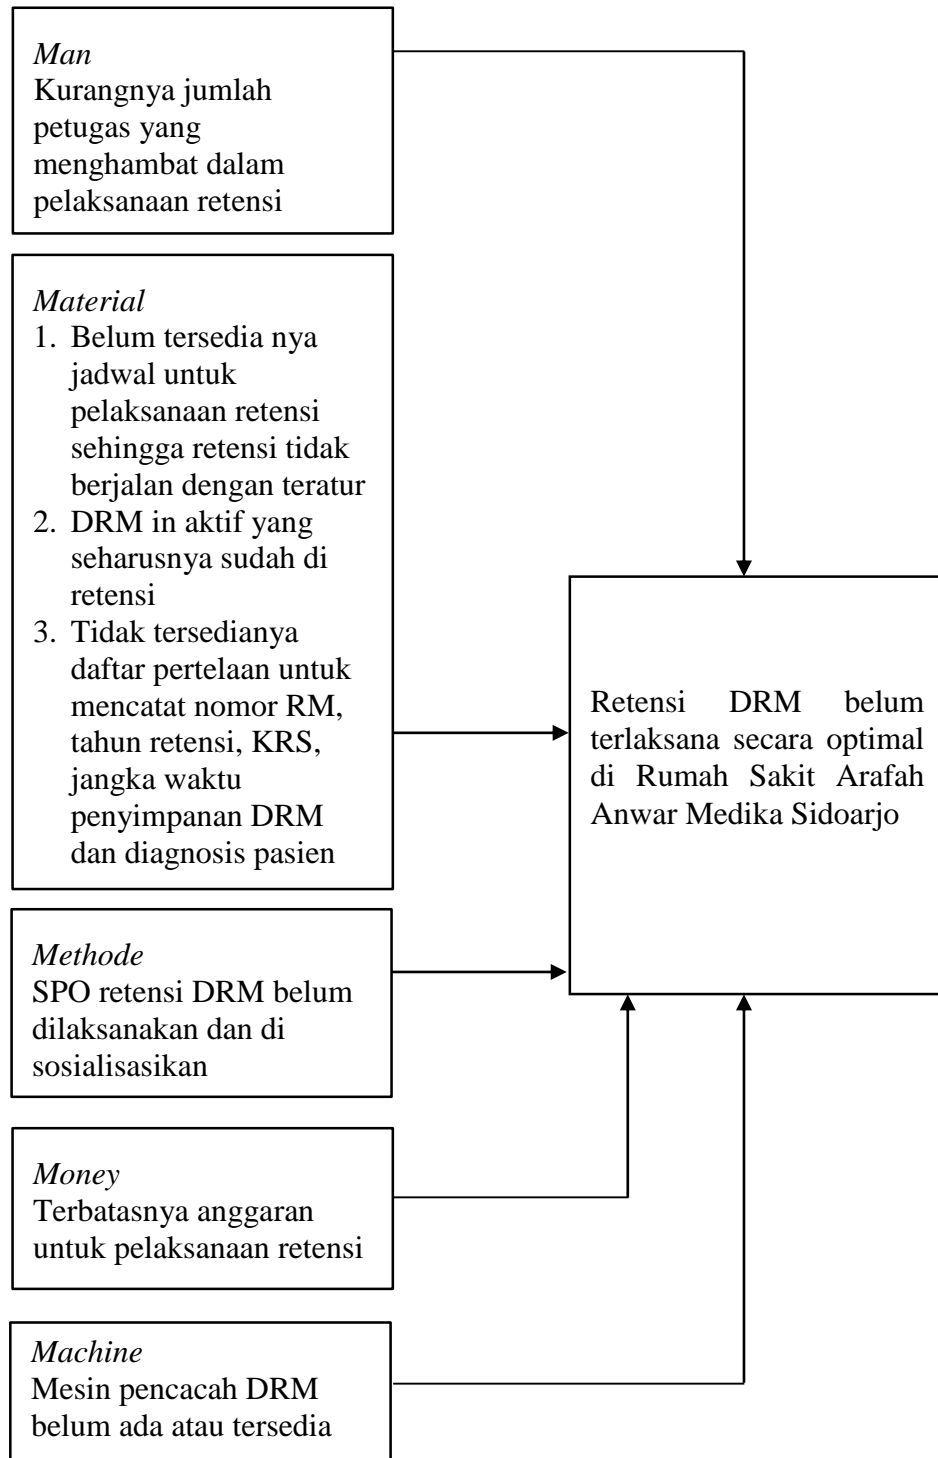 Man
Kurangnya jumlah
petugas yang
menghambat dalam
pelaksanaan retensi
Material
1. Belum tersedia nya
jadwal untuk
pelaksanaan retensi
sehingga retensi tidak
berjalan dengan teratur
2. DRM in aktif yang
seharusnya sudah di
retensi
3. Tidak tersedianya
daftar pertelaan untuk
mencatat nomor RM,
tahun retensi, KRS,
jangka waktu
penyimpanan DRM
dan diagnosis pasien
Methode
SPO retensi DRM belum
dilaksanakan dan di
sosialisasikan
Money
Terbatasnya anggaran
untuk pelaksanaan retensi
Machine
Mesin pencacah DRM
belum ada atau tersedia
Retensi DRM belum
terlaksana secara optimal
di Rumah Sakit Arafah
Anwar Medika Sidoarjo